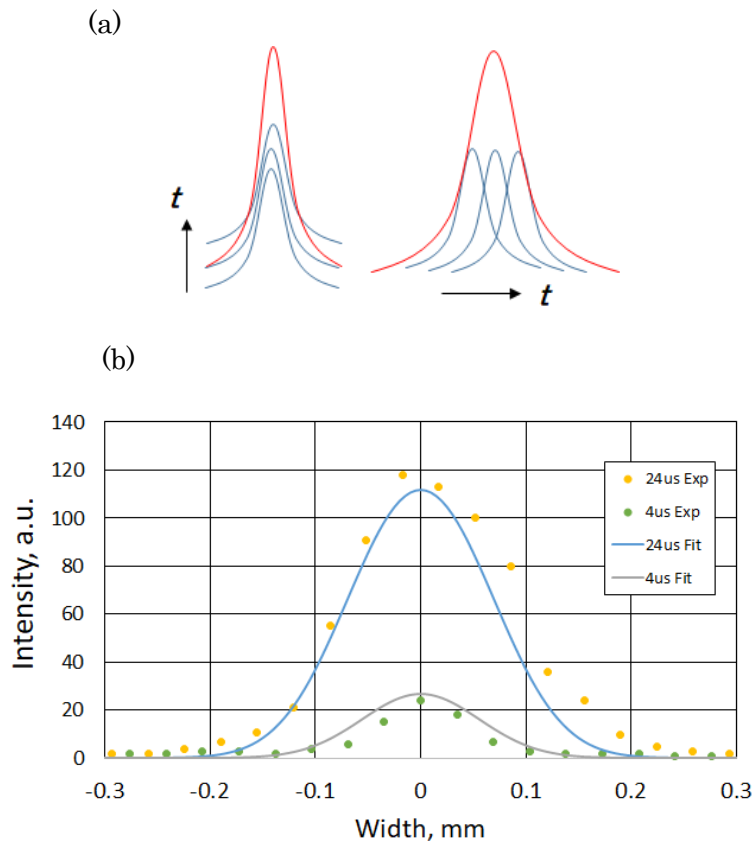 (a)
t
t
(b)
140
120
100
80
60
40
20
0
-0.3 -0.2 -0.1 0 0.1 0.2 0.3
Intensity, a.u.
Width, mm
24us Exp
4us Exp
24us Fit
4us Fit